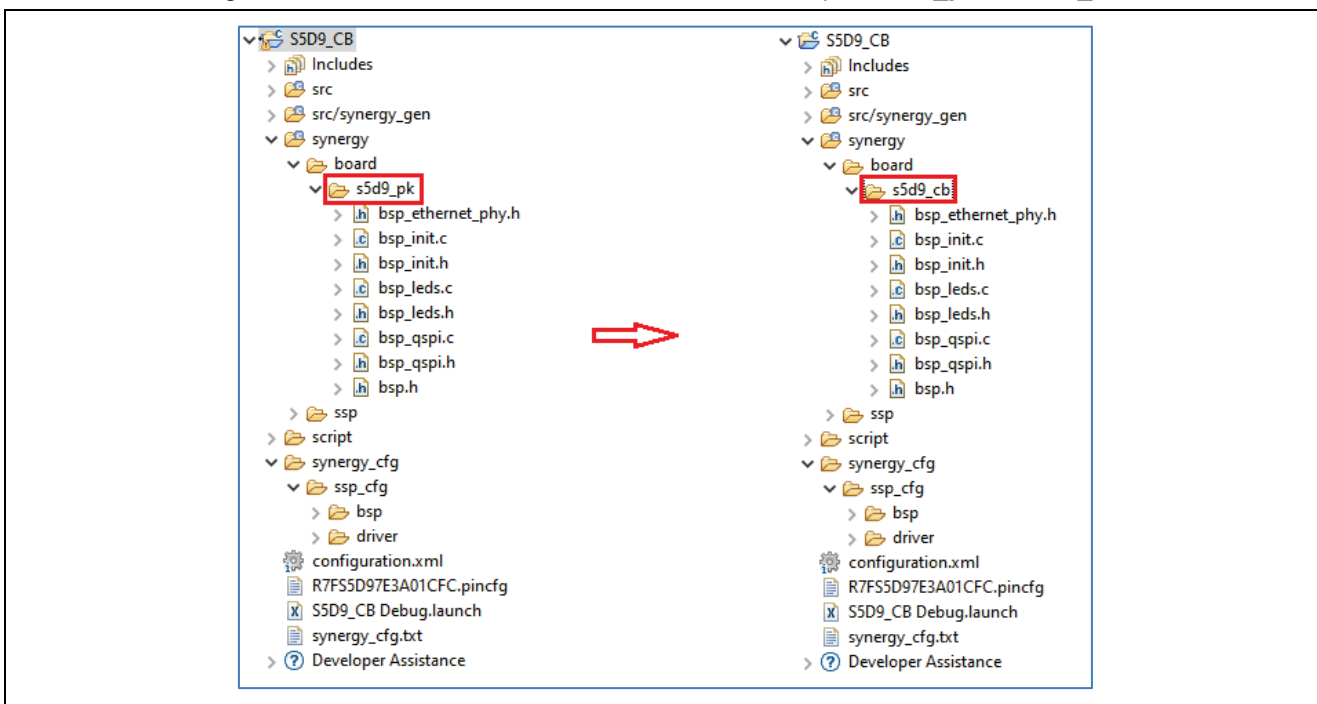 S5D9_CB
Includes
src
src/synergy_gen
synergy
board
s5d9_pk
bsp_ethernet_phy.h
bsp_init.c
bsp_init.h
bsp_leds.c
bsp_leds.h
bsp_qspi.c
bsp_qspi.h
bsp.h
ssp
script
synergy_cfg
ssp_cfg
bsp
driver
configuration.xml
R7FS5D97E3A01CFC.pincfg
S5D9_CB Debug.launch
synergy_cfg.txt
Developer Assistance
S5D9_CB
Includes
src
src/synergy_gen
synergy
board
s5d9_cb
bsp_ethernet_phy.h
bsp_init.c
bsp_init.h
bsp_leds.c
bsp_leds.h
bsp_qspi.c
bsp_qspi.h
bsp.h
ssp
script
synergy_cfg
ssp_cfg
bsp
driver
configuration.xml
R7FS5D97E3A01CFC.pincfg
S5D9_CB Debug.launch
synergy_cfg.txt
Developer Assistance